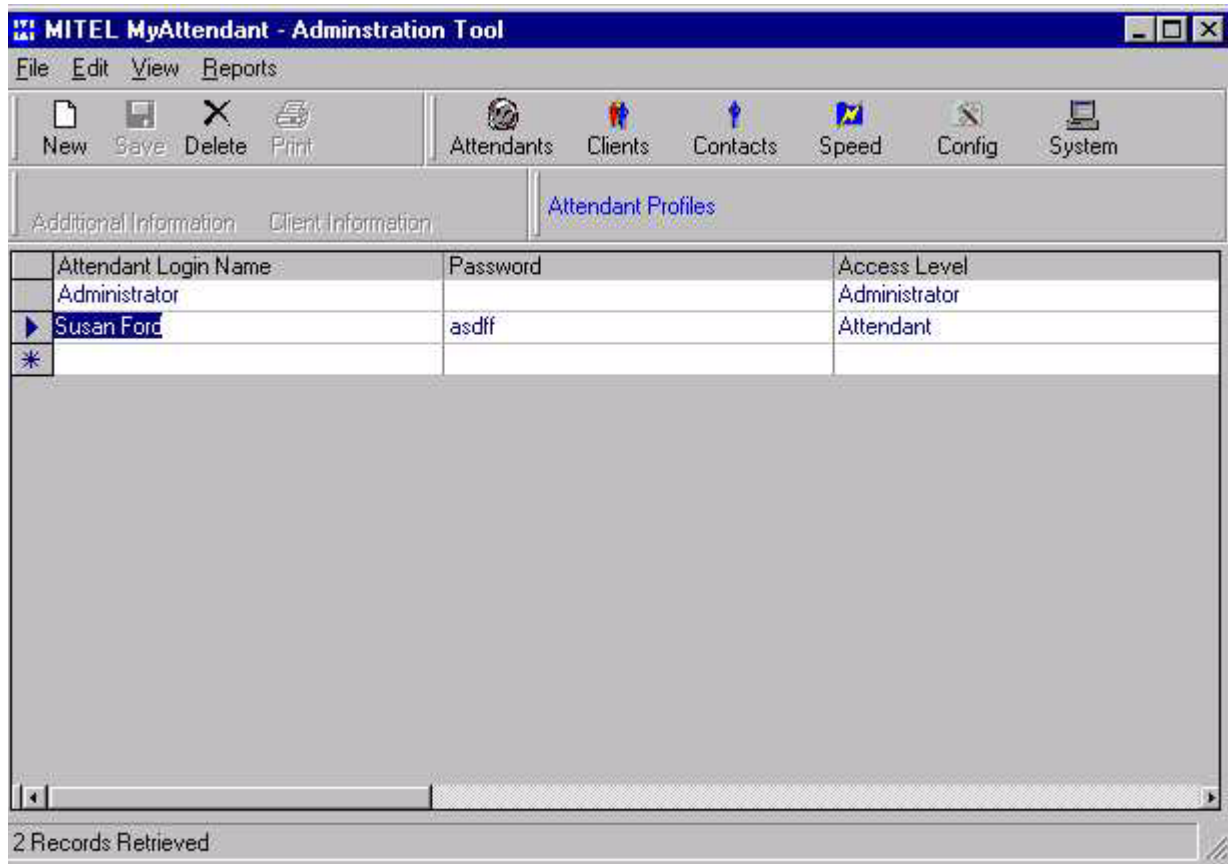 MITEL MyAttendant - Adminstration Tool
File Edit View Reports
New Save Delete Print Attendants Clients Contacts Speed Config System
Additional Information Client Information Attendant Profiles
Attendant Login Name Password Access Level
Administrator Administrator
Susan Ford asdff Attendant
2 Records Retrieved